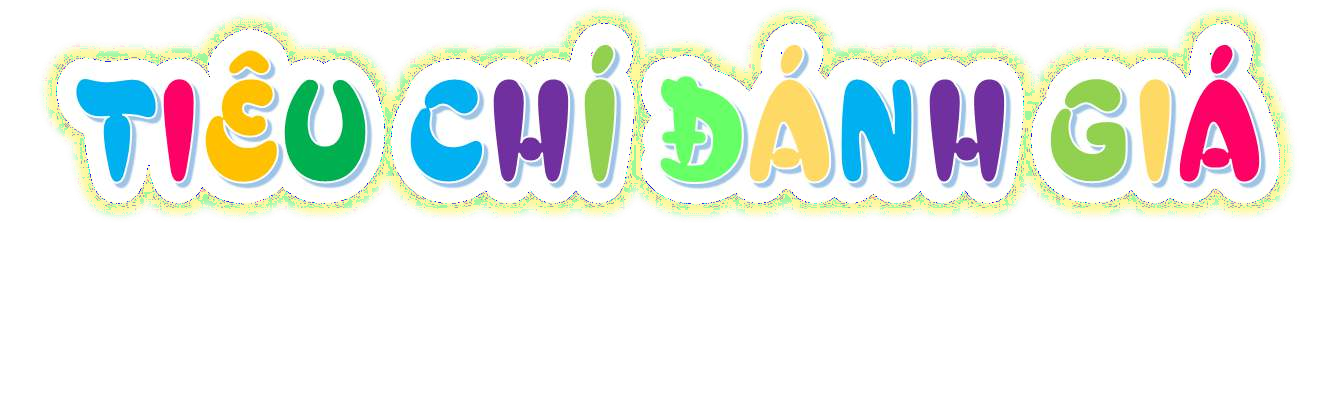 TIÊU CHÍ ĐÁNH GIÁ